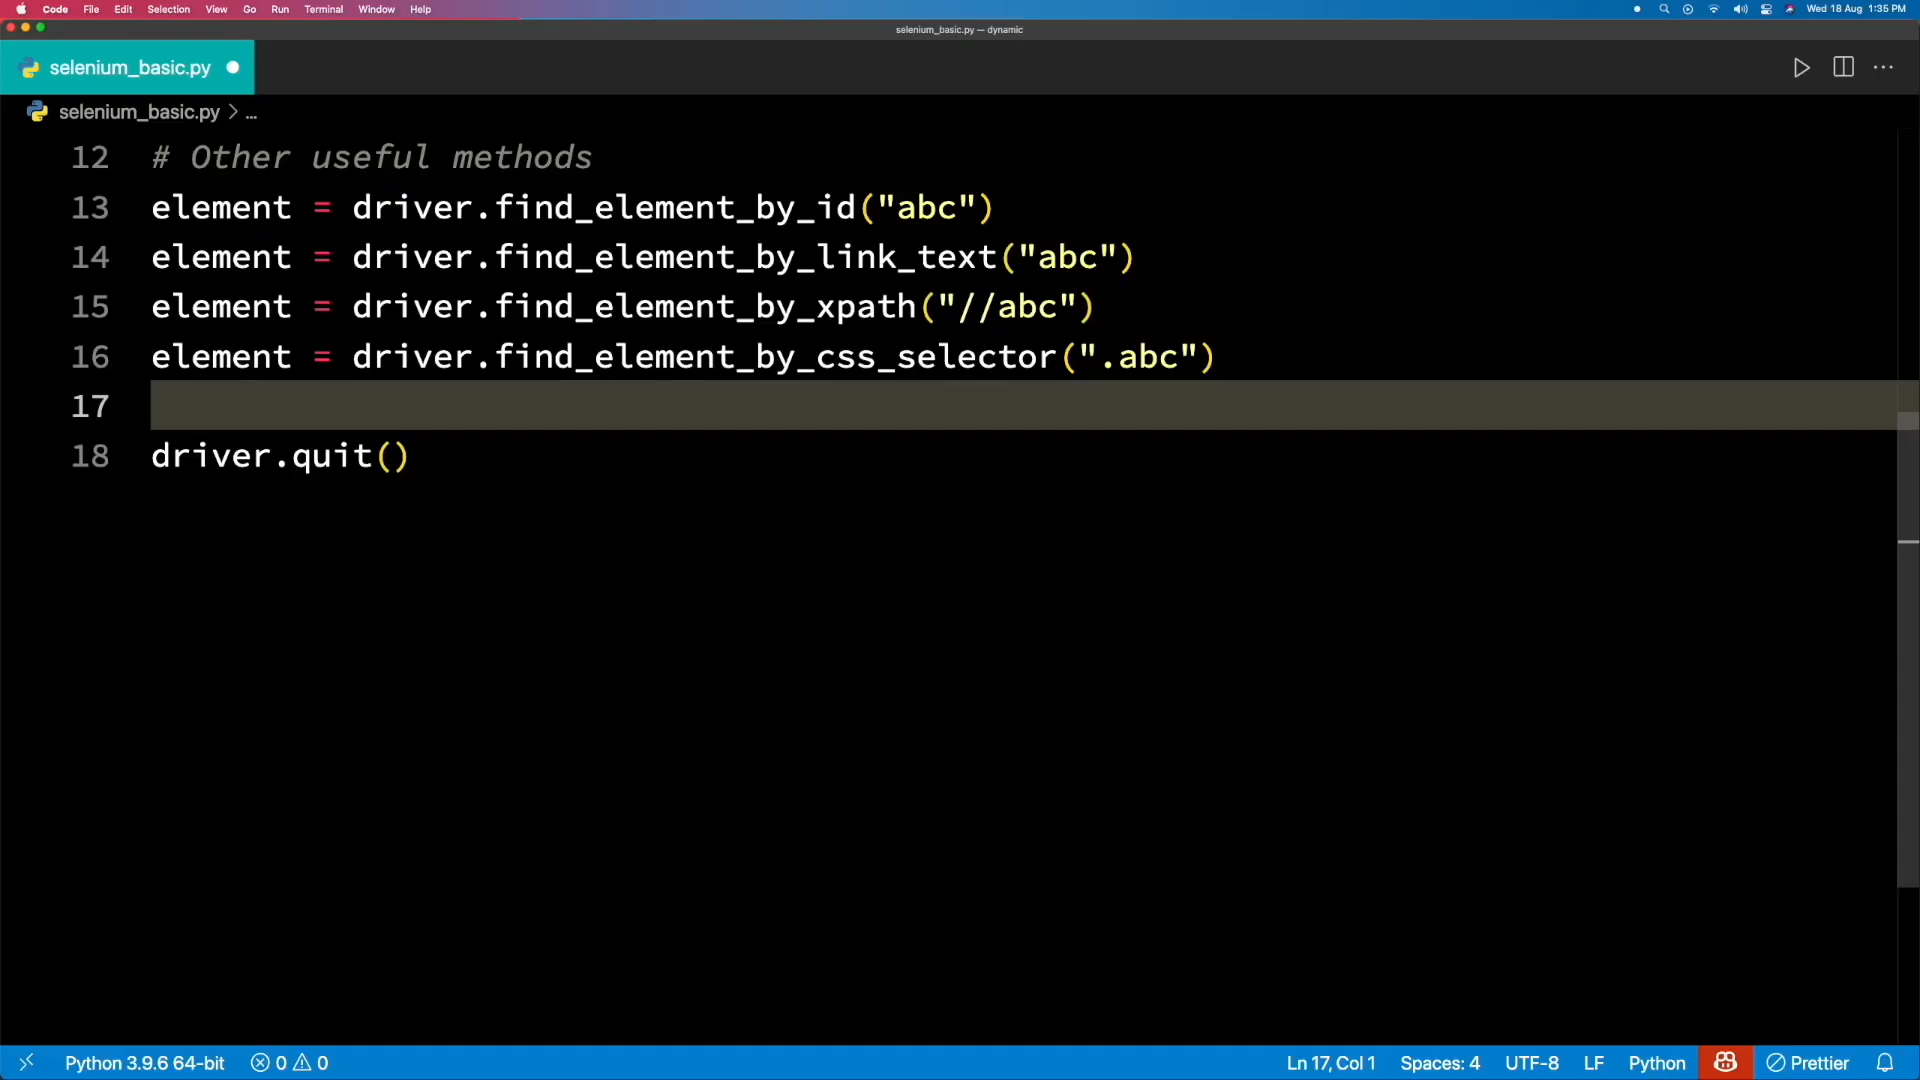 Code File Edit Selection View Go Run Terminal Window Help Wed 18 Aug 1:35 PM
selenium_basic.py — dynamic
selenium_basic.py
selenium_basic.py > ...
12 # Other useful methods
13 element = driver.find_element_by_id("abc")
14 element = driver.find_element_by_link_text("abc")
15 element = driver.find_element_by_xpath("//abc")
16 element = driver.find_element_by_css_selector(".abc")
17
18 driver.quit()
Python 3.9.6 64-bit 0 0 Ln 17, Col 1 Spaces: 4 UTF-8 LF Python Prettier